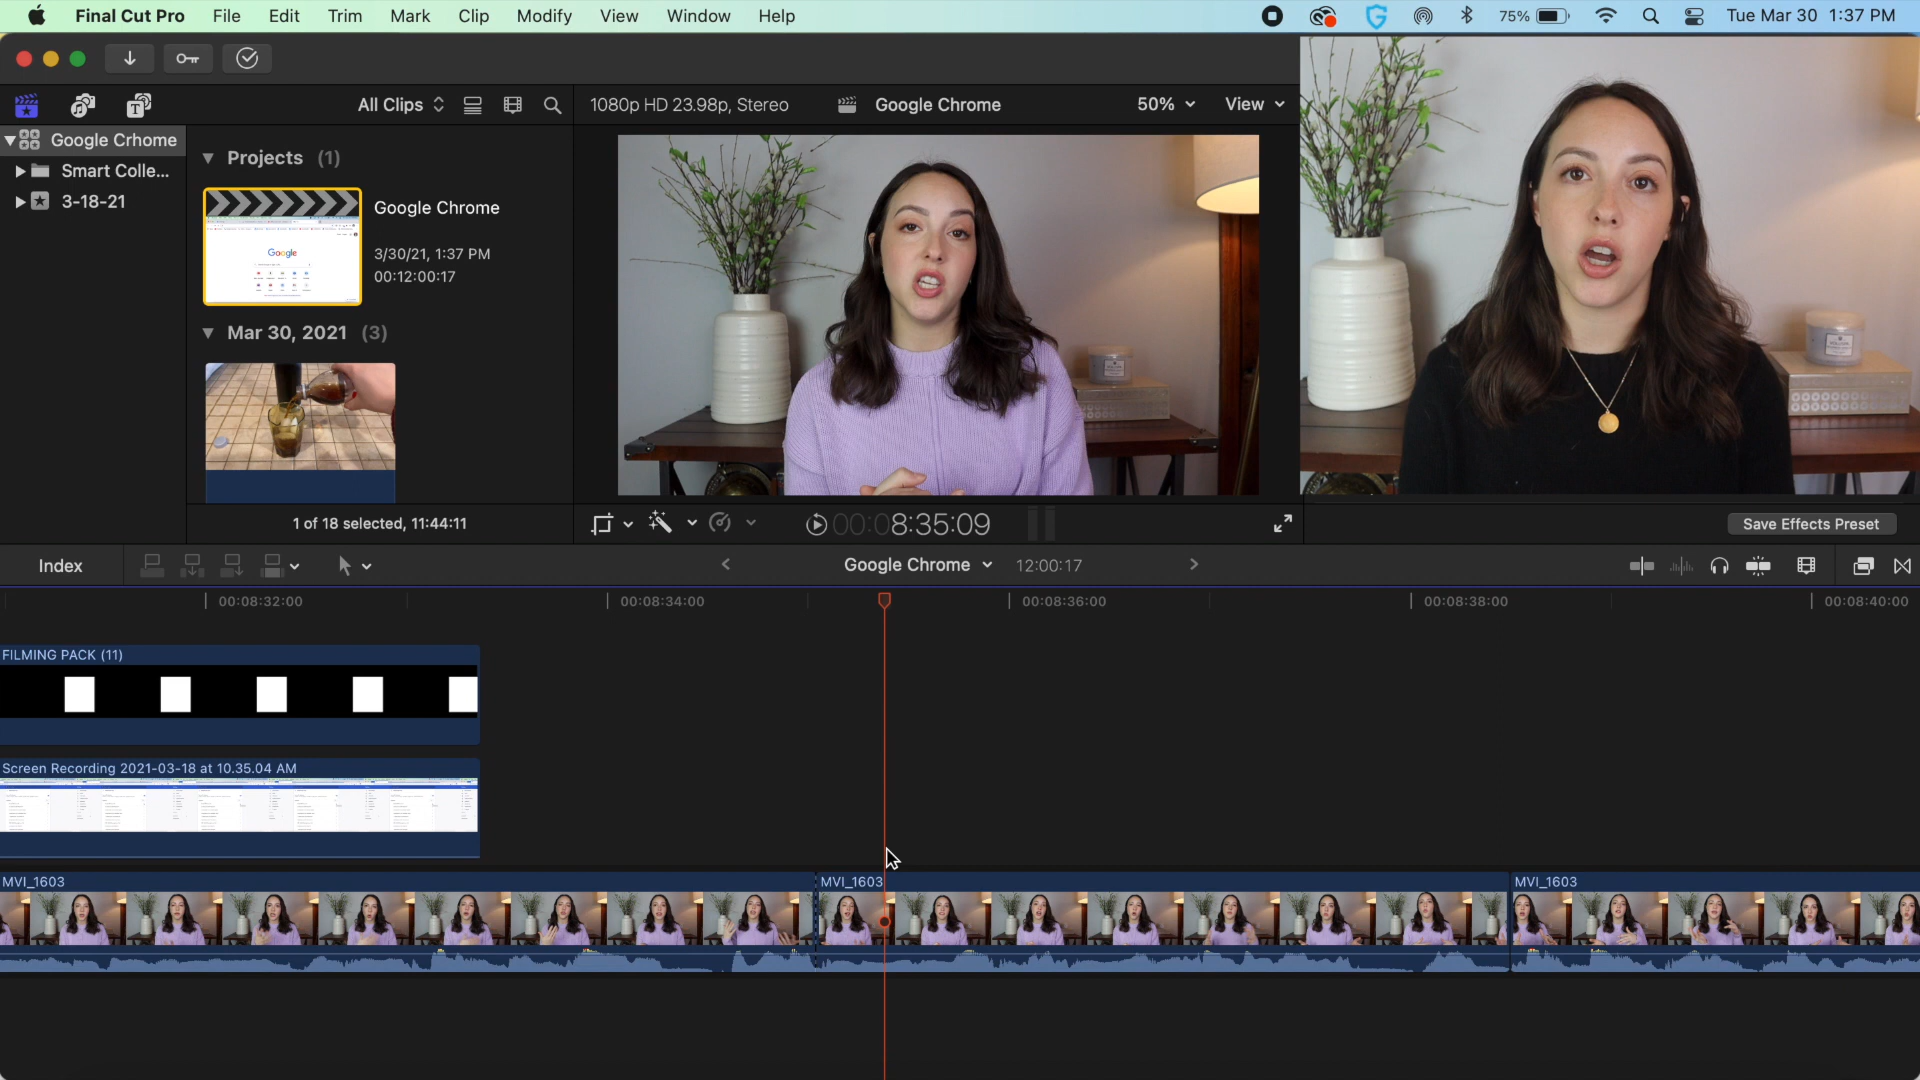 Final Cut Pro File Edit Trim Mark Clip Modify View Window Help 75% Tue Mar 30 1:37 PM
All Clips 1080p HD 23.98p, Stereo Google Chrome 50% View
Google Crhome
Smart Colle...
3-18-21
Projects (1)
Google
Google Chrome
3/30/21, 1:37 PM
00:12:00:17
Mar 30, 2021 (3)
1 of 18 selected, 11:44:11
00:08:35:09
Save Effects Preset
Index Google Chrome 12:00:17
00:08:32:00 00:08:34:00 00:08:36:00 00:08:38:00 00:08:40:00
FILMING PACK (11)
Screen Recording 2021-03-18 at 10.35.04 AM
MVI_1603 MVI_1603 MVI_1603